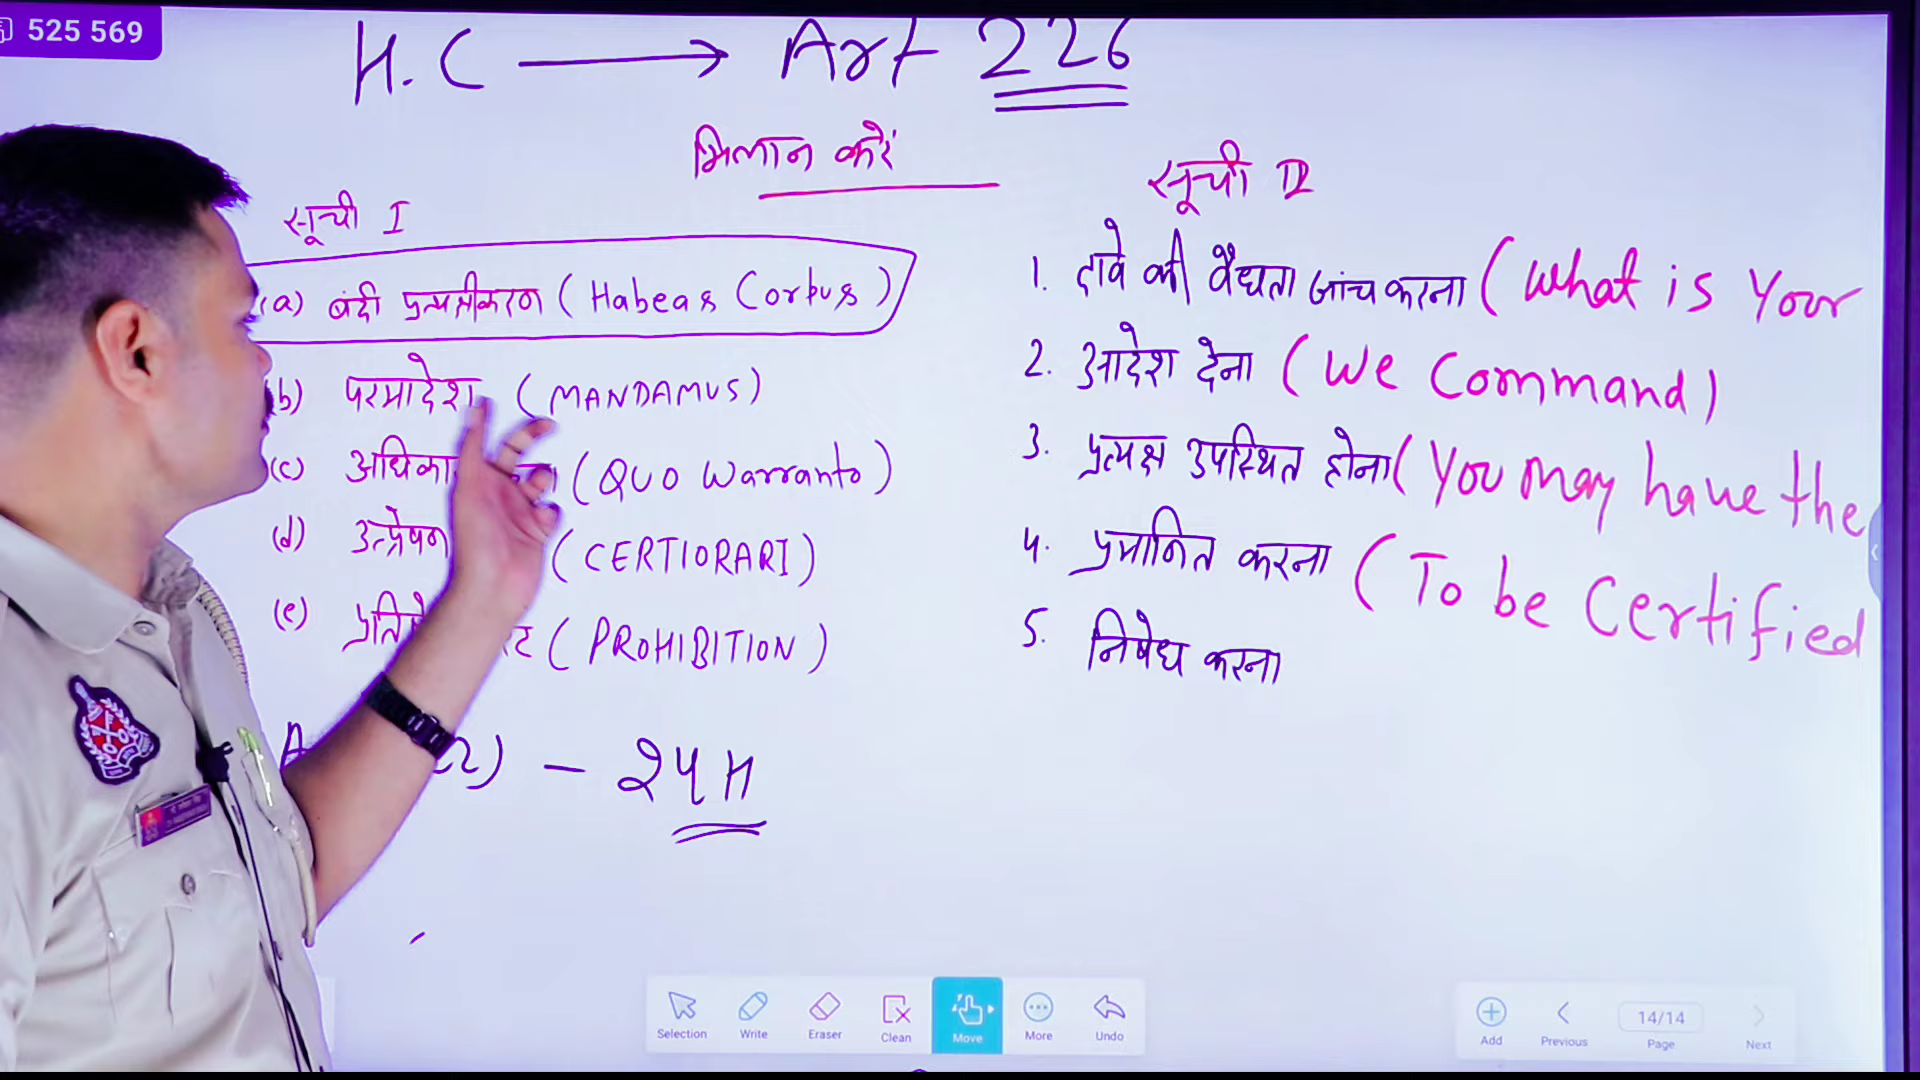 525 569
H.C → Art 226
मिलान करें
सूची I
(a) बंदी प्रत्यक्षीकरण (Habeas Corpus)
(b) परमादेश (MANDAMUS)
(c) (QUO Warranto)
(d) उत्प्रेषण (CERTIORARI)
(e) (PROHIBITION)
22) - 24 H
सूची II
1. दावे की वैधता जांच करना (What is Your
2. आदेश देना (We Command)
3. प्रत्यक्ष उपस्थित होना (You may have the
4. प्रमाणित करना (To be Certified
5. निषेध करना
Selection Write Eraser Clean Move More Undo
Add Previous 14/14 Page Next